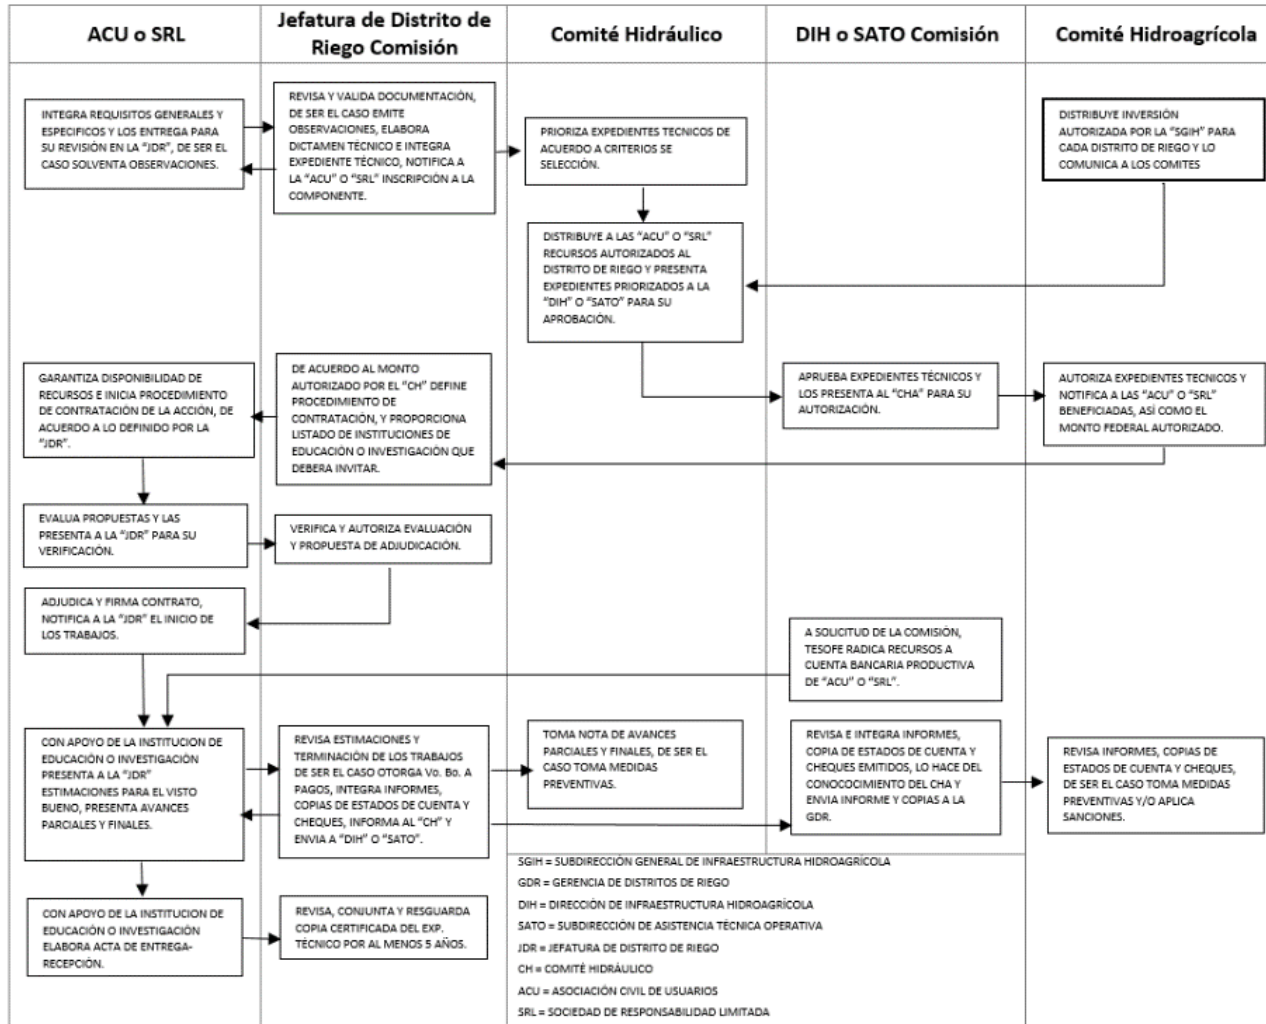 ACU o SRL
Jefatura de Distrito de
Riego Comisión
Comité Hidráulico
DIH o SATO Comisión
Comité Hidroagrícola
INTEGRA REQUISITOS GENERALES Y
ESPECIFICOS Y LOS ENTREGA PARA
SU REVISIÓN EN LA "JDR", DE SER EL
CASO SOLVENTA OBSERVACIONES.
REVISA Y VALIDA DOCUMENTACIÓN,
DE SER EL CASO EMITE
OBSERVACIONES, ELABORA
DICTAMEN TÉCNICO E INTEGRA
EXPEDIENTE TÉCNICO, NOTIFICA A
LA "ACU" O "SRL" INSCRIPCIÓN A LA
COMPONENTE.
PRIORIZA EXPEDIENTES TECNICOS DE
ACUERDO A CRITERIOS SE
SELECCIÓN.
DISTRIBUYE INVERSIÓN
AUTORIZADA POR LA "SGIH" PARA
CADA DISTRITO DE RIEGO Y LO
COMUNICA A LOS COMITES
DISTRIBUYE A LAS "ACU" O "SRL"
RECURSOS AUTORIZADOS AL
DISTRITO DE RIEGO Y PRESENTA
EXPEDIENTES PRIORIZADOS A LA
"DIH" O "SATO" PARA SU
APROBACIÓN.
GARANTIZA DISPONIBILIDAD DE
RECURSOS E INICIA PROCEDIMIENTO
DE CONTRATACIÓN DE LA ACCIÓN, DE
ACUERDO A LO DEFINIDO POR LA
"JDR".
DE ACUERDO AL MONTO
AUTORIZADO POR EL "CH" DEFINE
PROCEDIMIENTO DE
CONTRATACIÓN, Y PROPORCIONA
LISTADO DE INSTITUCIONES DE
EDUCACIÓN O INVESTIGACIÓN QUE
DEBERA INVITAR.
APRUEBA EXPEDIENTES TÉCNICOS Y
LOS PRESENTA AL "CHA" PARA SU
AUTORIZACIÓN.
AUTORIZA EXPEDIENTES TECNICOS Y
NOTIFICA A LAS "ACU" O "SRL"
BENEFICIADAS, ASÍ COMO EL
MONTO FEDERAL AUTORIZADO.
EVALUA PROPUESTAS Y LAS
PRESENTA A LA "JDR" PARA SU
VERIFICACIÓN.
VERIFICA Y AUTORIZA EVALUACIÓN
Y PROPUESTA DE ADJUDICACIÓN.
ADJUDICA Y FIRMA CONTRATO,
NOTIFICA A LA "JDR" EL INICIO DE
LOS TRABAJOS.
A SOLICITUD DE LA COMISIÓN,
TESOFE RADICA RECURSOS A
CUENTA BANCARIA PRODUCTIVA
DE "ACU" O "SRL".
CON APOYO DE LA INSTITUCION DE
EDUCACIÓN O INVESTIGACIÓN
PRESENTA A LA "JDR"
ESTIMACIONES PARA EL VISTO
BUENO, PRESENTA AVANCES
PARCIALES Y FINALES.
REVISA ESTIMACIONES Y
TERMINACIÓN DE LOS TRABAJOS
DE SER EL CASO OTORGA Vo. Bo. A
PAGOS, INTEGRA INFORMES,
COPIAS DE ESTADOS DE CUENTA Y
CHEQUES, INFORMA AL "CH" Y
ENVIA A "DIH" O "SATO".
TOMA NOTA DE AVANCES
PARCIALES Y FINALES, DE SER EL
CASO TOMA MEDIDAS
PREVENTIVAS.
REVISA E INTEGRA INFORMES,
COPIA DE ESTADOS DE CUENTA Y
CHEQUES EMITIDOS, LO HACE DEL
CONOCOCIMIENTO DEL CHA Y
ENVIA INFORME Y COPIAS A LA
GDR.
REVISA INFORMES, COPIAS DE
ESTADOS DE CUENTA Y CHEQUES,
DE SER EL CASO TOMA MEDIDAS
PREVENTIVAS Y/O APLICA
SANCIONES.
CON APOYO DE LA INSTITUCION DE
EDUCACIÓN O INVESTIGACIÓN
ELABORA ACTA DE ENTREGA-
RECEPCIÓN.
REVISA, CONJUNTA Y RESGUARDA
COPIA CERTIFICADA DEL EXP.
TÉCNICO POR AL MENOS 5 AÑOS.
SGIH = SUBDIRECCIÓN GENERAL DE INFRAESTRUCTURA HIDROAGRÍCOLA
GDR = GERENCIA DE DISTRITOS DE RIEGO
DIH = DIRECCIÓN DE INFRAESTRUCTURA HIDROAGRÍCOLA
SATO = SUBDIRECCIÓN DE ASISTENCIA TÉCNICA OPERATIVA
JDR = JEFATURA DE DISTRITO DE RIEGO
CH = COMITÉ HIDRÁULICO
ACU = ASOCIACIÓN CIVIL DE USUARIOS
SRL = SOCIEDAD DE RESPONSABILIDAD LIMITADA